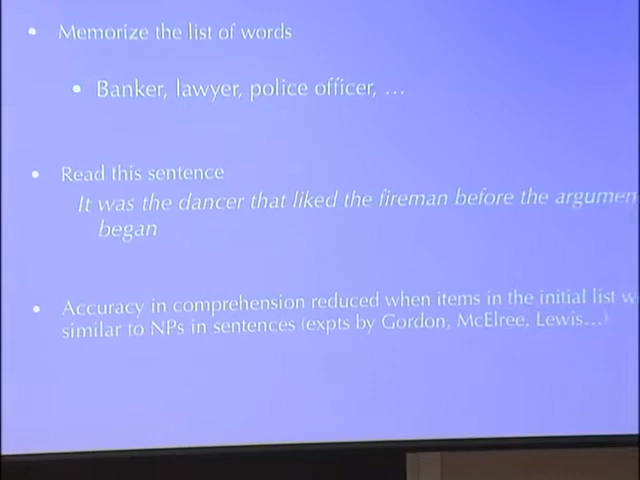 • Memorize the list of words
• Banker, lawyer, police officer, ...
• Read this sentence
It was the dancer that liked the fireman before the argumen
began
• Accuracy in comprehension reduced when items in the initial list w
similar to NPs in sentences (expts by Gordon, McElree, Lewis...)